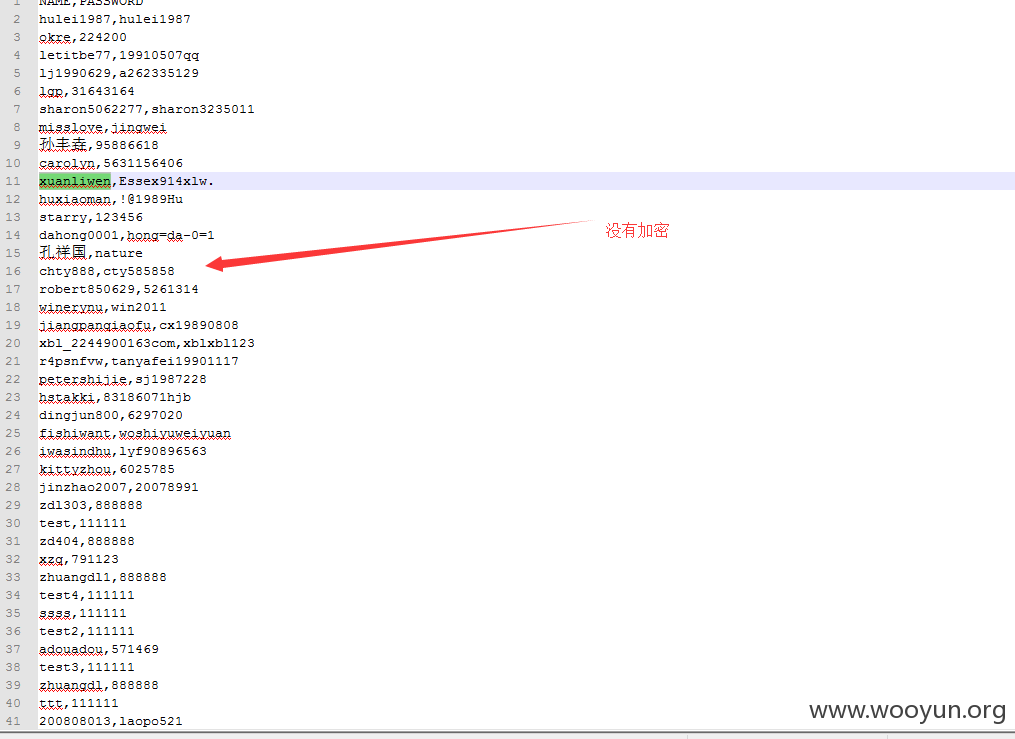 1 NAME,PASSWORD
2 hulei1987,hulei1987
3 okre,224200
4 letitbe77,19910507qq
5 lj1990629,a262335129
6 lgp,31643164
7 sharon5062277,sharon3235011
8 misslove,jingwei
9 孙丰垚,95886618
10 carolyn,5631156406
11 xuanliwen,Essex914xlw.
12 huxiaoman,!@1989Hu
13 starry,123456
14 dahong0001,hong=da-0=1
没有加密
15 孔祥国,nature
16 chty888,cty585858
17 robert850629,5261314
18 winerynu,win2011
19 jiangpanqiaofu,cx19890808
20 xbl_2244900163com,xblxbl123
21 r4psnfvw,tanyafei19901117
22 petershijie,sj1987228
23 hstakki,83186071hjb
24 dingjun800,6297020
25 fishiwant,woshiyuweiyuan
26 iwasindhu,lyf90896563
27 kittyzhou,6025785
28 jinzhao2007,20078991
29 zdl303,888888
30 test,111111
31 zd404,888888
32 xzq,791123
33 zhuangdl1,888888
34 test4,111111
35 ssss,111111
36 test2,111111
37 adouadou,571469
38 test3,111111
39 zhuangdl,888888
40 ttt,111111
41 200808013,laopo521
www.wooyun.org